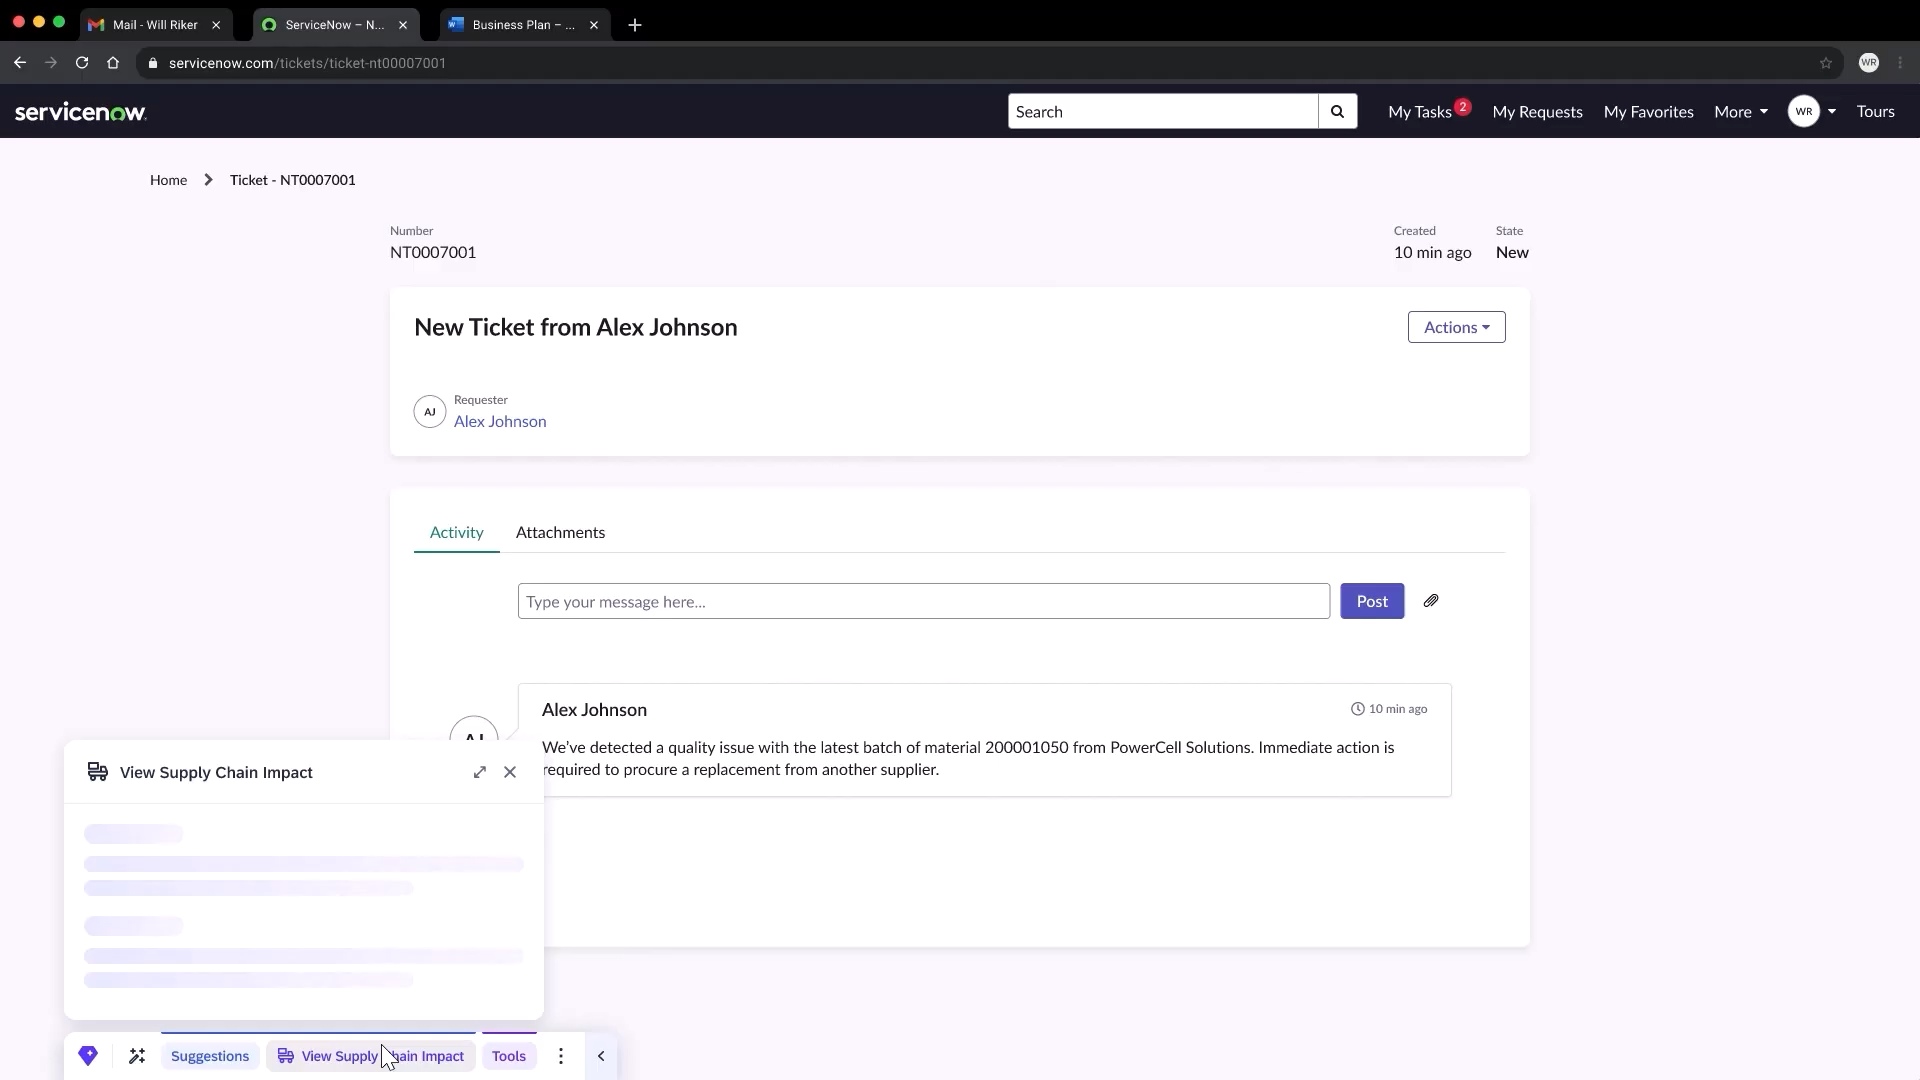 Mail - Will Riker
ServiceNow – N...
Business Plan – ...
servicenow.com/tickets/ticket-nt00007001
WR
servicenow
Search
My Tasks 2
My Requests
My Favorites
More
WR
Tours
Home
Ticket - NT0007001
Number
NT0007001
Created
10 min ago
State
New
New Ticket from Alex Johnson
Actions
AJ
Requester
Alex Johnson
Activity
Attachments
Type your message here...
Post
AJ
Alex Johnson
10 min ago
We've detected a quality issue with the latest batch of material 200001050 from PowerCell Solutions. Immediate action is
required to procure a replacement from another supplier.
View Supply Chain Impact
Suggestions
View Supply Chain Impact
Tools